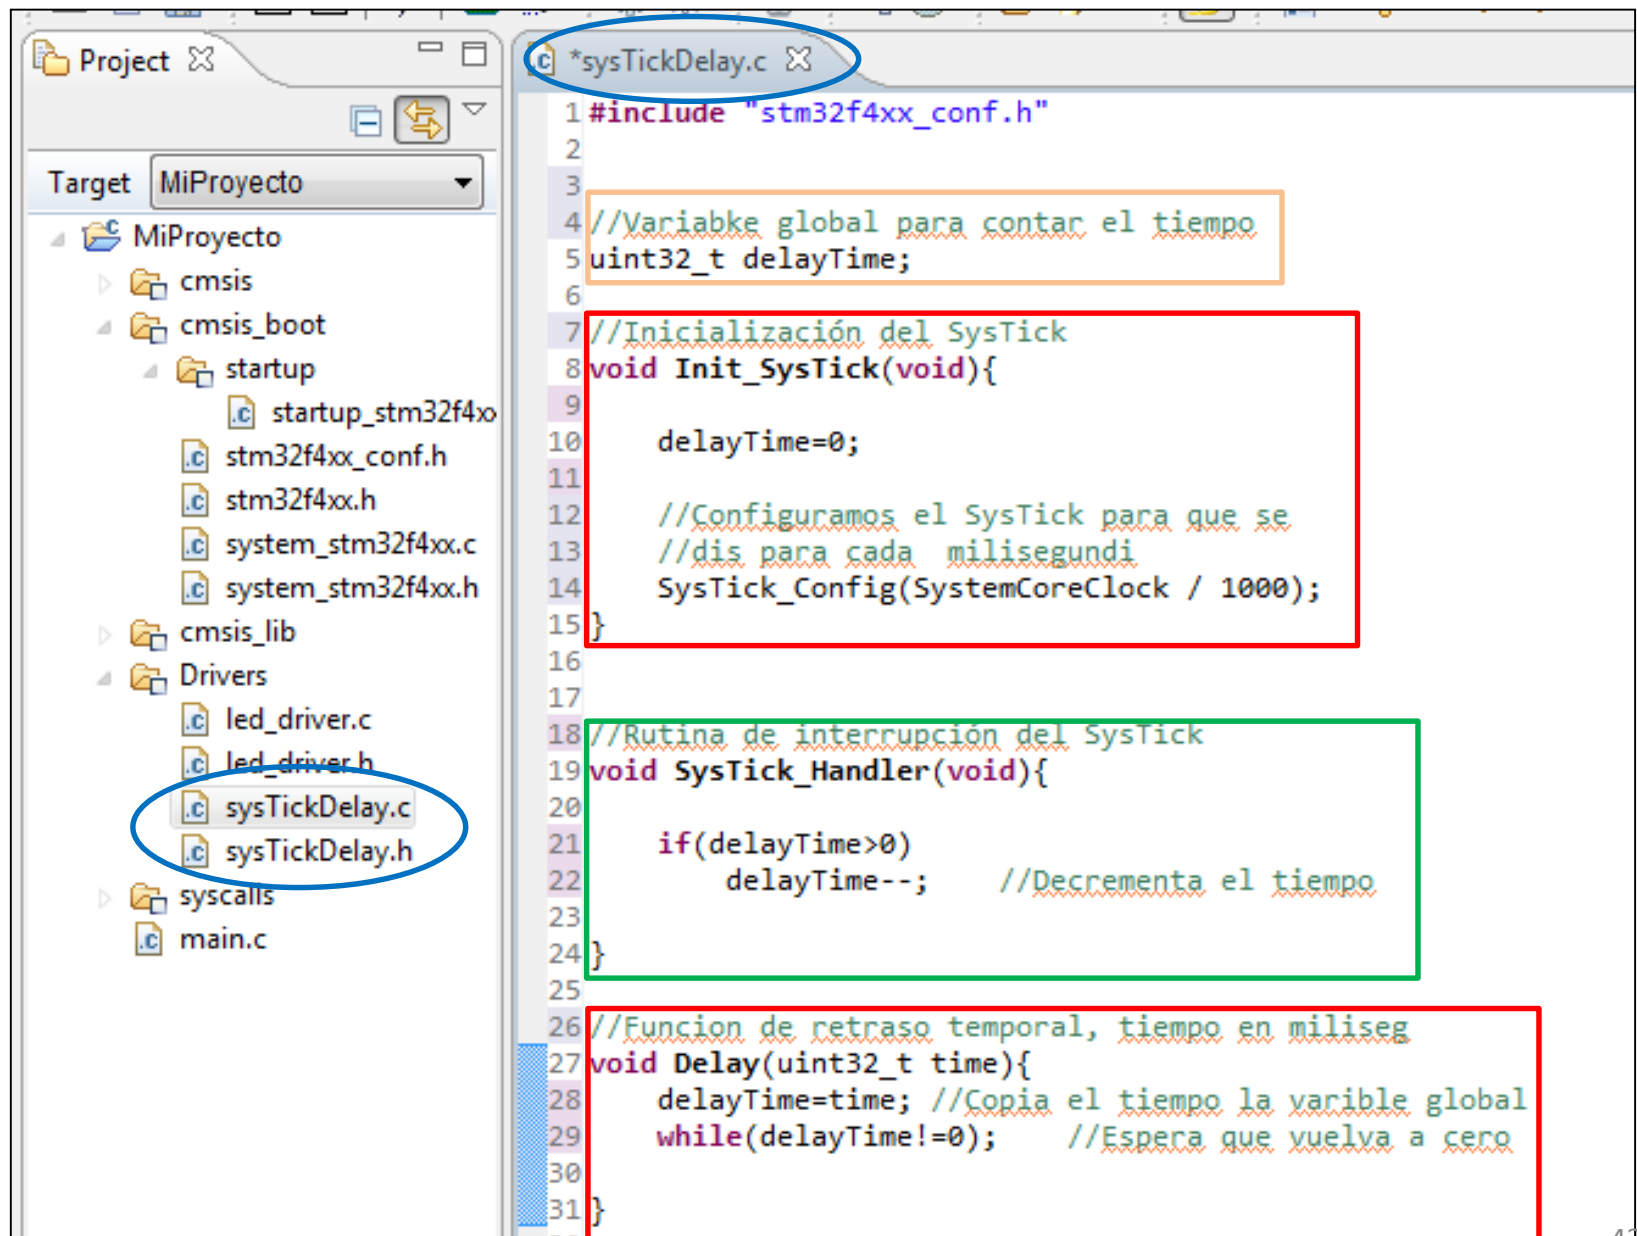 Project
Target MiProyecto
MiProyecto
cmsis
cmsis_boot
startup
startup_stm32f4xx
stm32f4xx_conf.h
stm32f4xx.h
system_stm32f4xx.c
system_stm32f4xx.h
cmsis_lib
Drivers
led_driver.c
led_driver.h
sysTickDelay.c
sysTickDelay.h
syscalls
main.c
*sysTickDelay.c
1 #include "stm32f4xx_conf.h"
2
3
4 //Variabke global para contar el tiempo
5 uint32_t delayTime;
6
7 //Inicialización del SysTick
8 void Init_SysTick(void){
9
10 delayTime=0;
11
12 //Configuramos el SysTick para que se
13 //dis para cada  milisegundi
14 SysTick_Config(SystemCoreClock / 1000);
15 }
16
17
18 //Rutina de interrupción del SysTick
19 void SysTick_Handler(void){
20
21 if(delayTime>0)
22 delayTime--; //Decrementa el tiempo
23
24 }
25
26 //Funcion de retraso temporal, tiempo en miliseg
27 void Delay(uint32_t time){
28 delayTime=time; //Copia el tiempo la varible global
29 while(delayTime!=0); //Espera que vuelva a cero
30
31 }